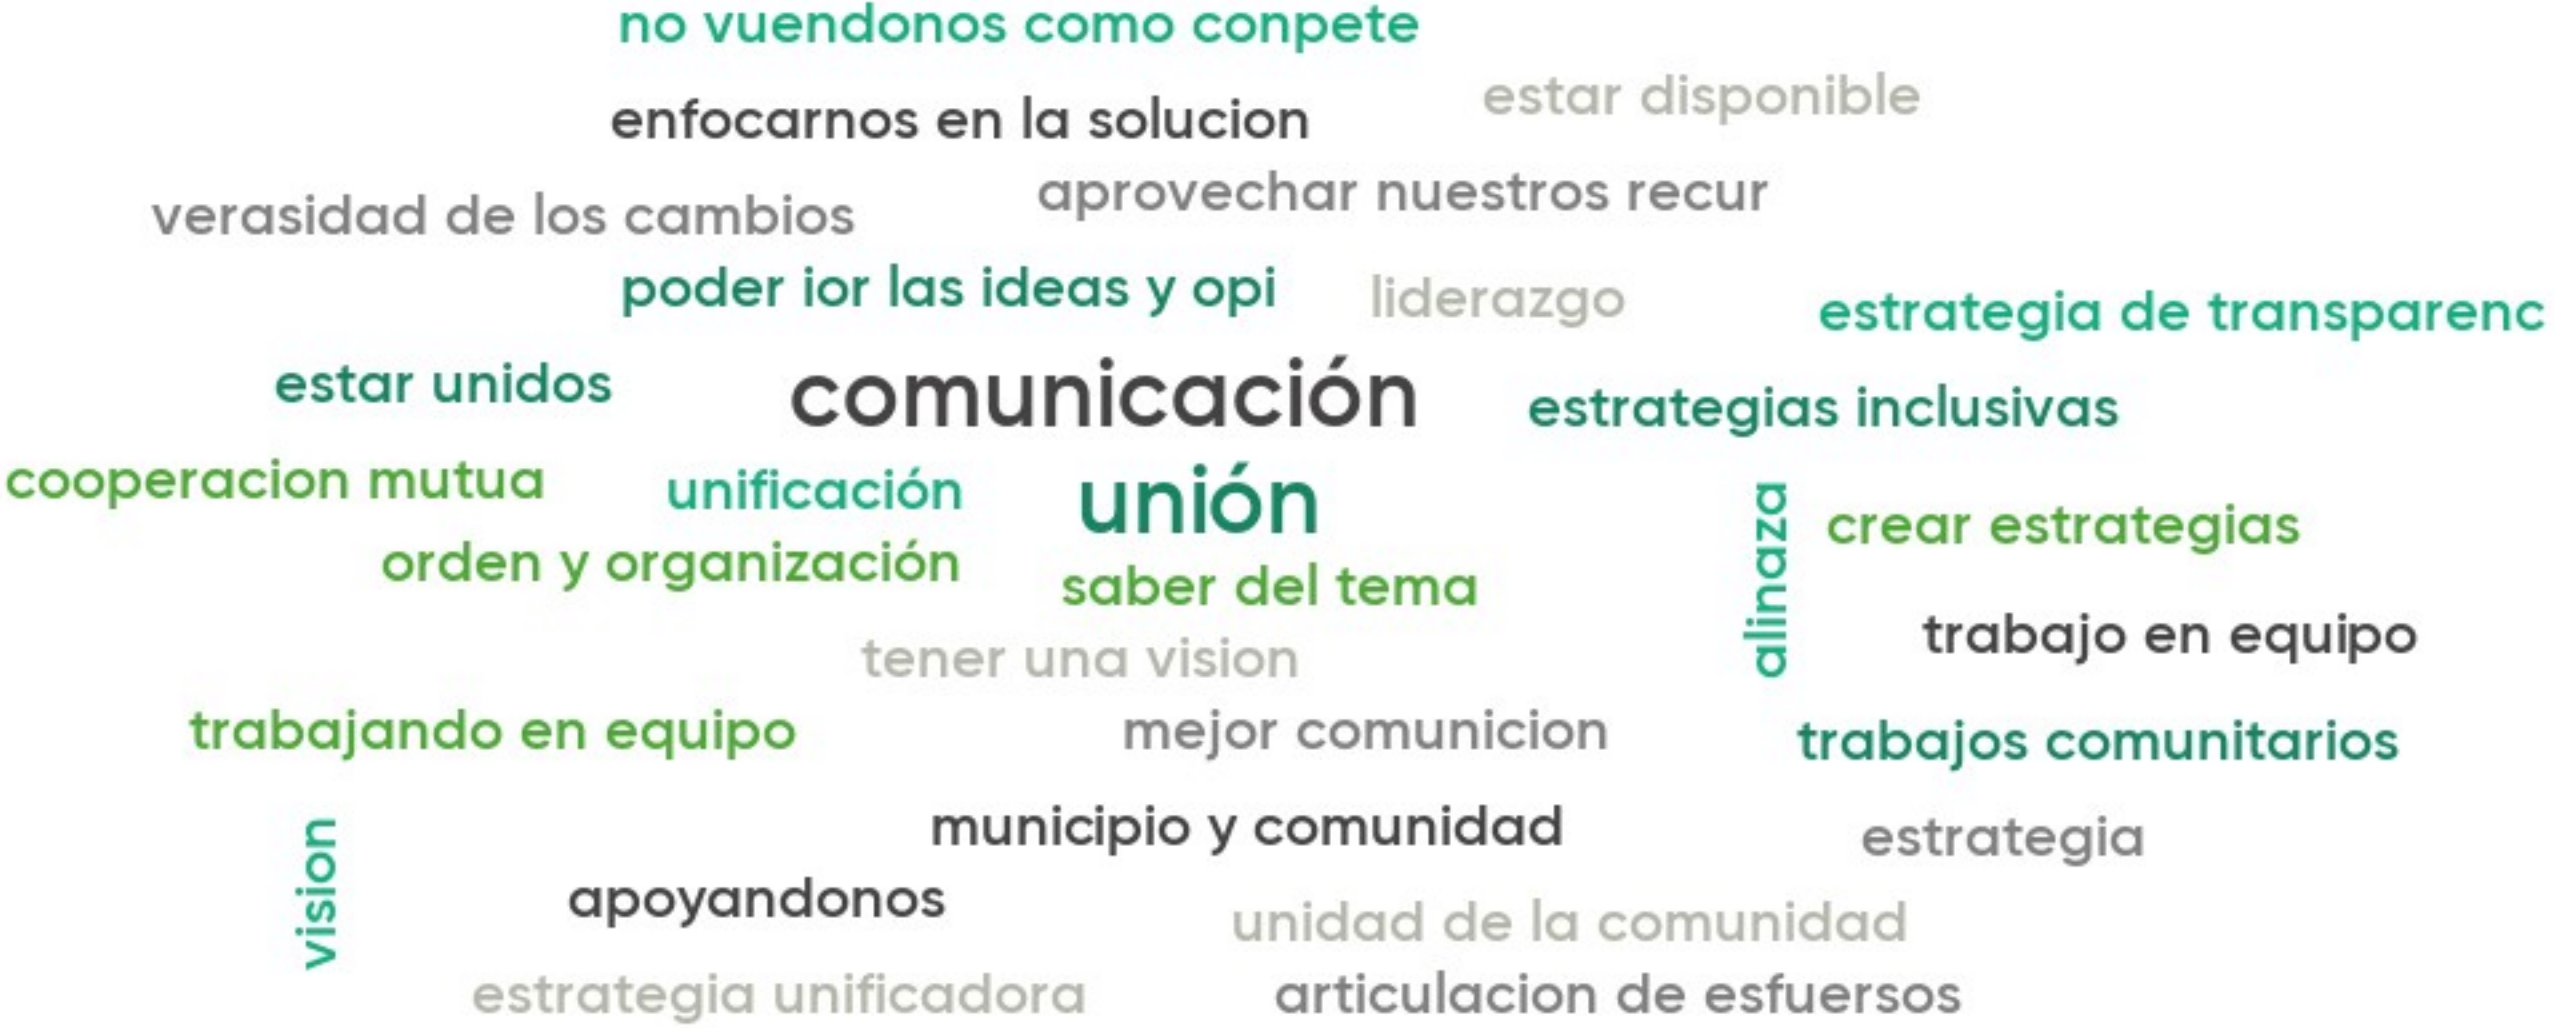 no vuendonos como conpete
estar disponible
enfocarnos en la solucion
aprovechar nuestros recur
verasidad de los cambios
poder ior las ideas y opi
liderazgo
estrategia de transparenc
estar unidos
comunicación
estrategias inclusivas
cooperacion mutua
unificación
unión
alinaza
crear estrategias
orden y organización
saber del tema
trabajo en equipo
tener una vision
trabajando en equipo
mejor comunicion
trabajos comunitarios
vision
municipio y comunidad
estrategia
apoyandonos
unidad de la comunidad
estrategia unificadora
articulacion de esfuersos